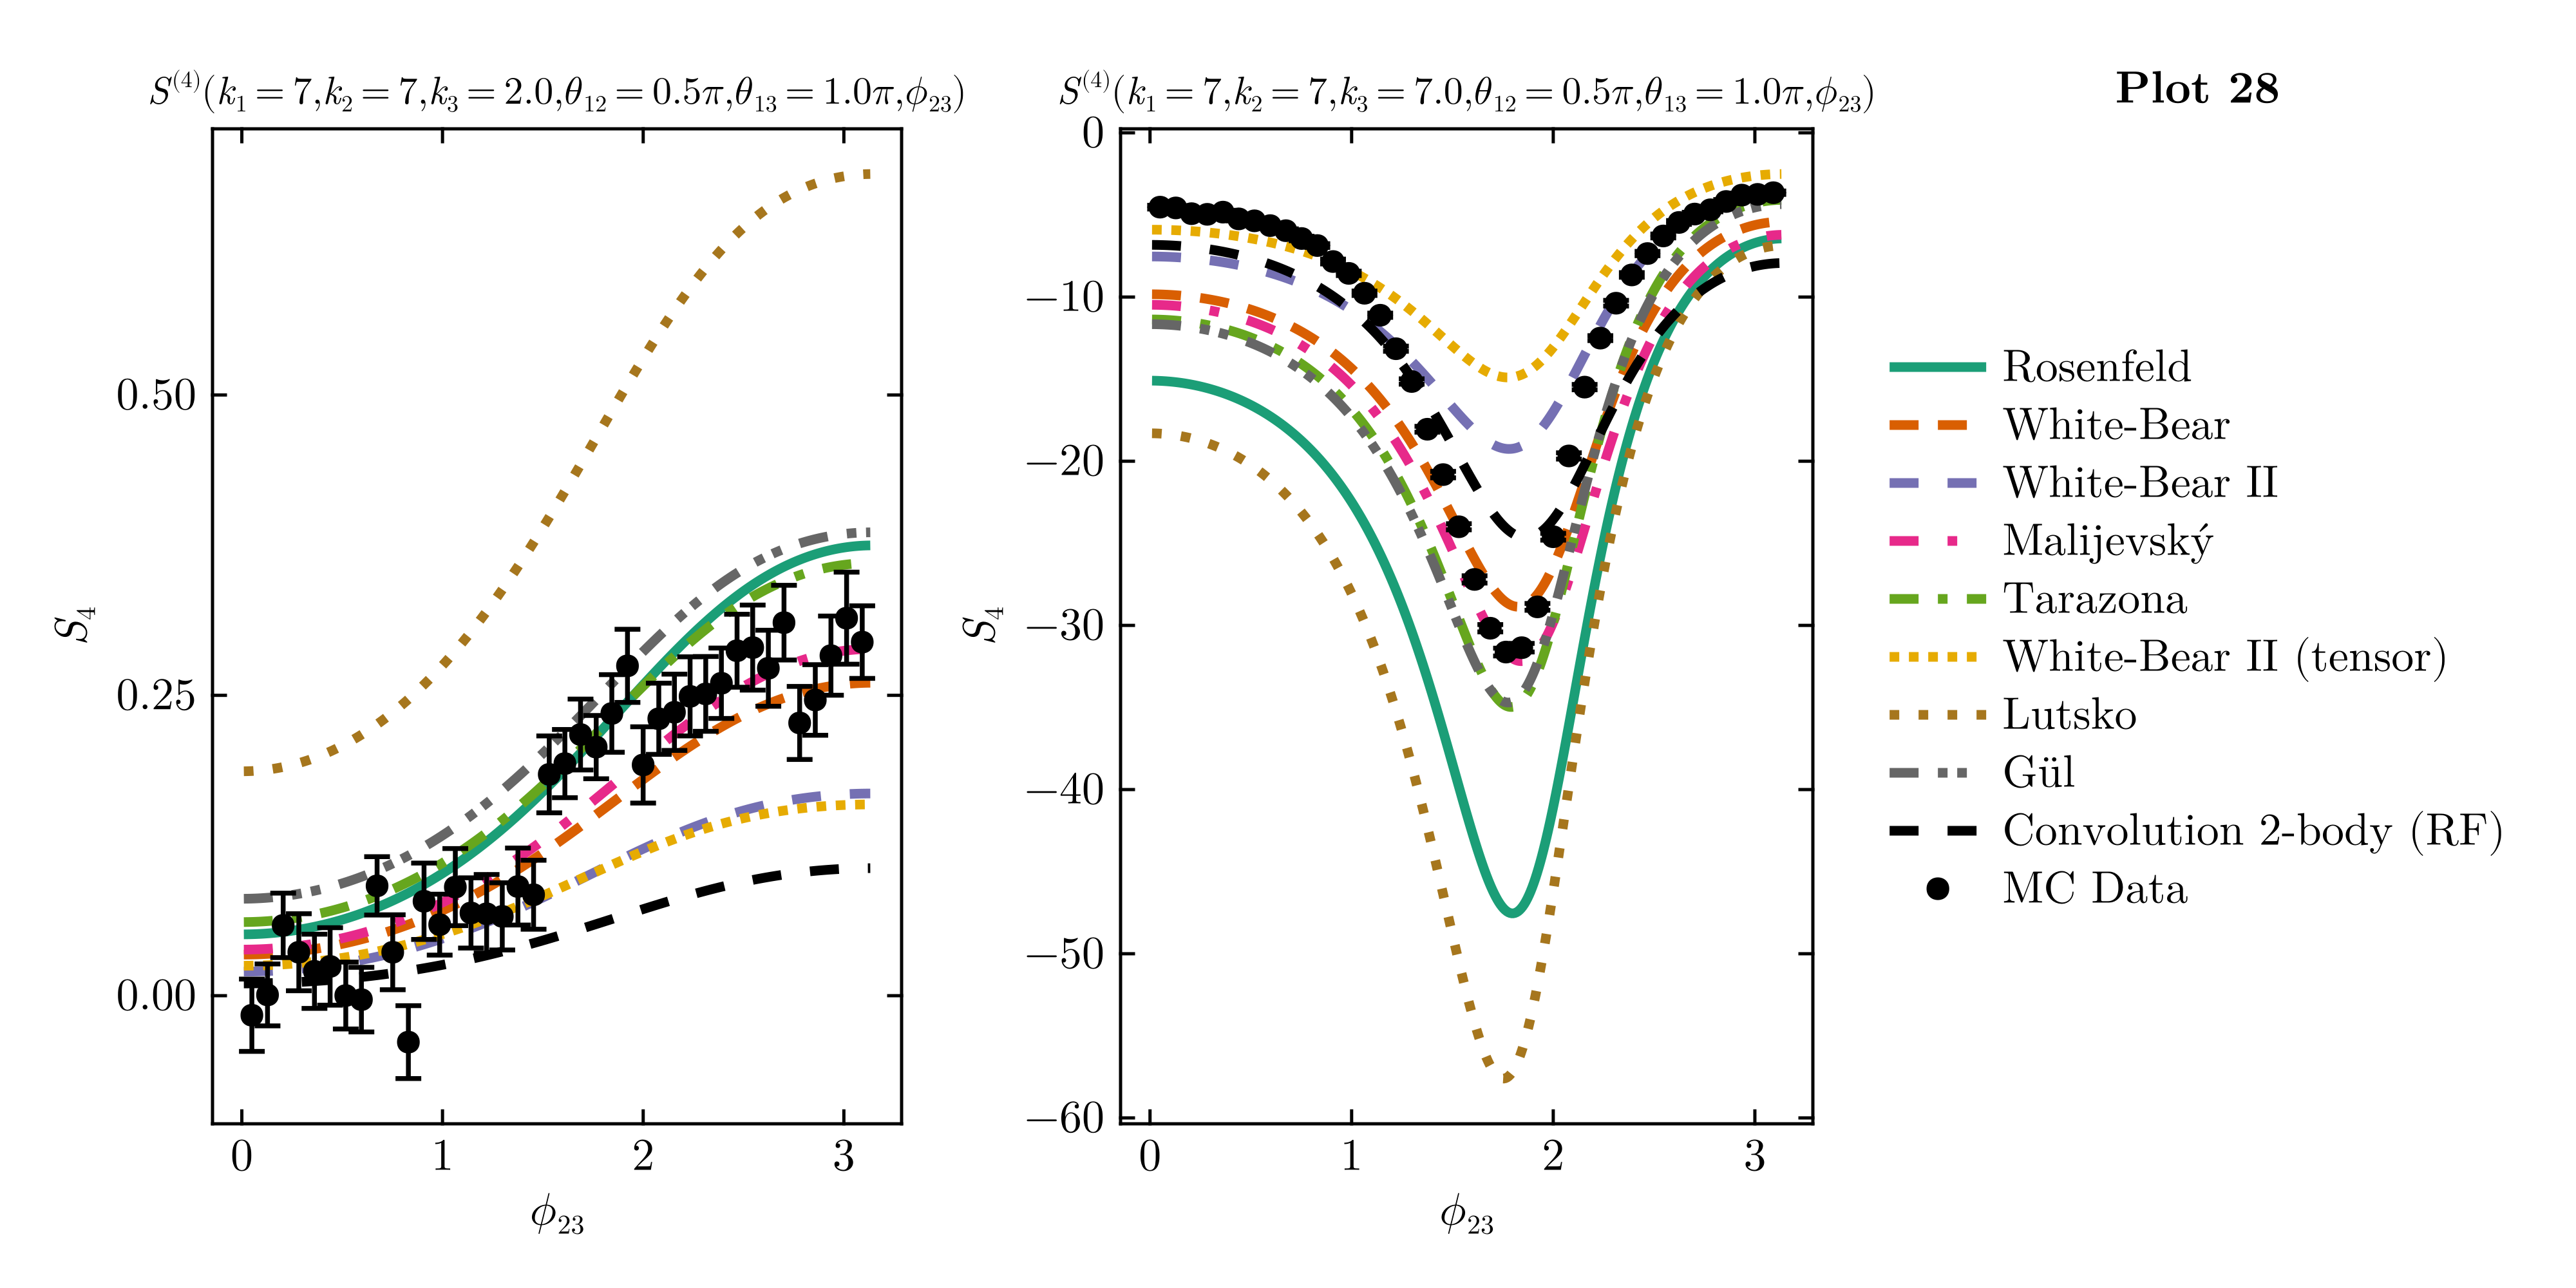 S⁽⁴⁾(k₁ = 7,k₂ = 7,k₃ = 2.0,θ₁₂ = 0.5π,θ₁₃ = 1.0π,ϕ₂₃)
0.50
0.25
0.00
S₄
0 1 2 3
ϕ₂₃
S⁽⁴⁾(k₁ = 7,k₂ = 7,k₃ = 7.0,θ₁₂ = 0.5π,θ₁₃ = 1.0π,ϕ₂₃)
0
−10
−20
−30
−40
−50
−60
S₄
0 1 2 3
ϕ₂₃
Plot 28
Rosenfeld
White-Bear
White-Bear II
Malijevský
Tarazona
White-Bear II (tensor)
Lutsko
Gül
Convolution 2-body (RF)
MC Data